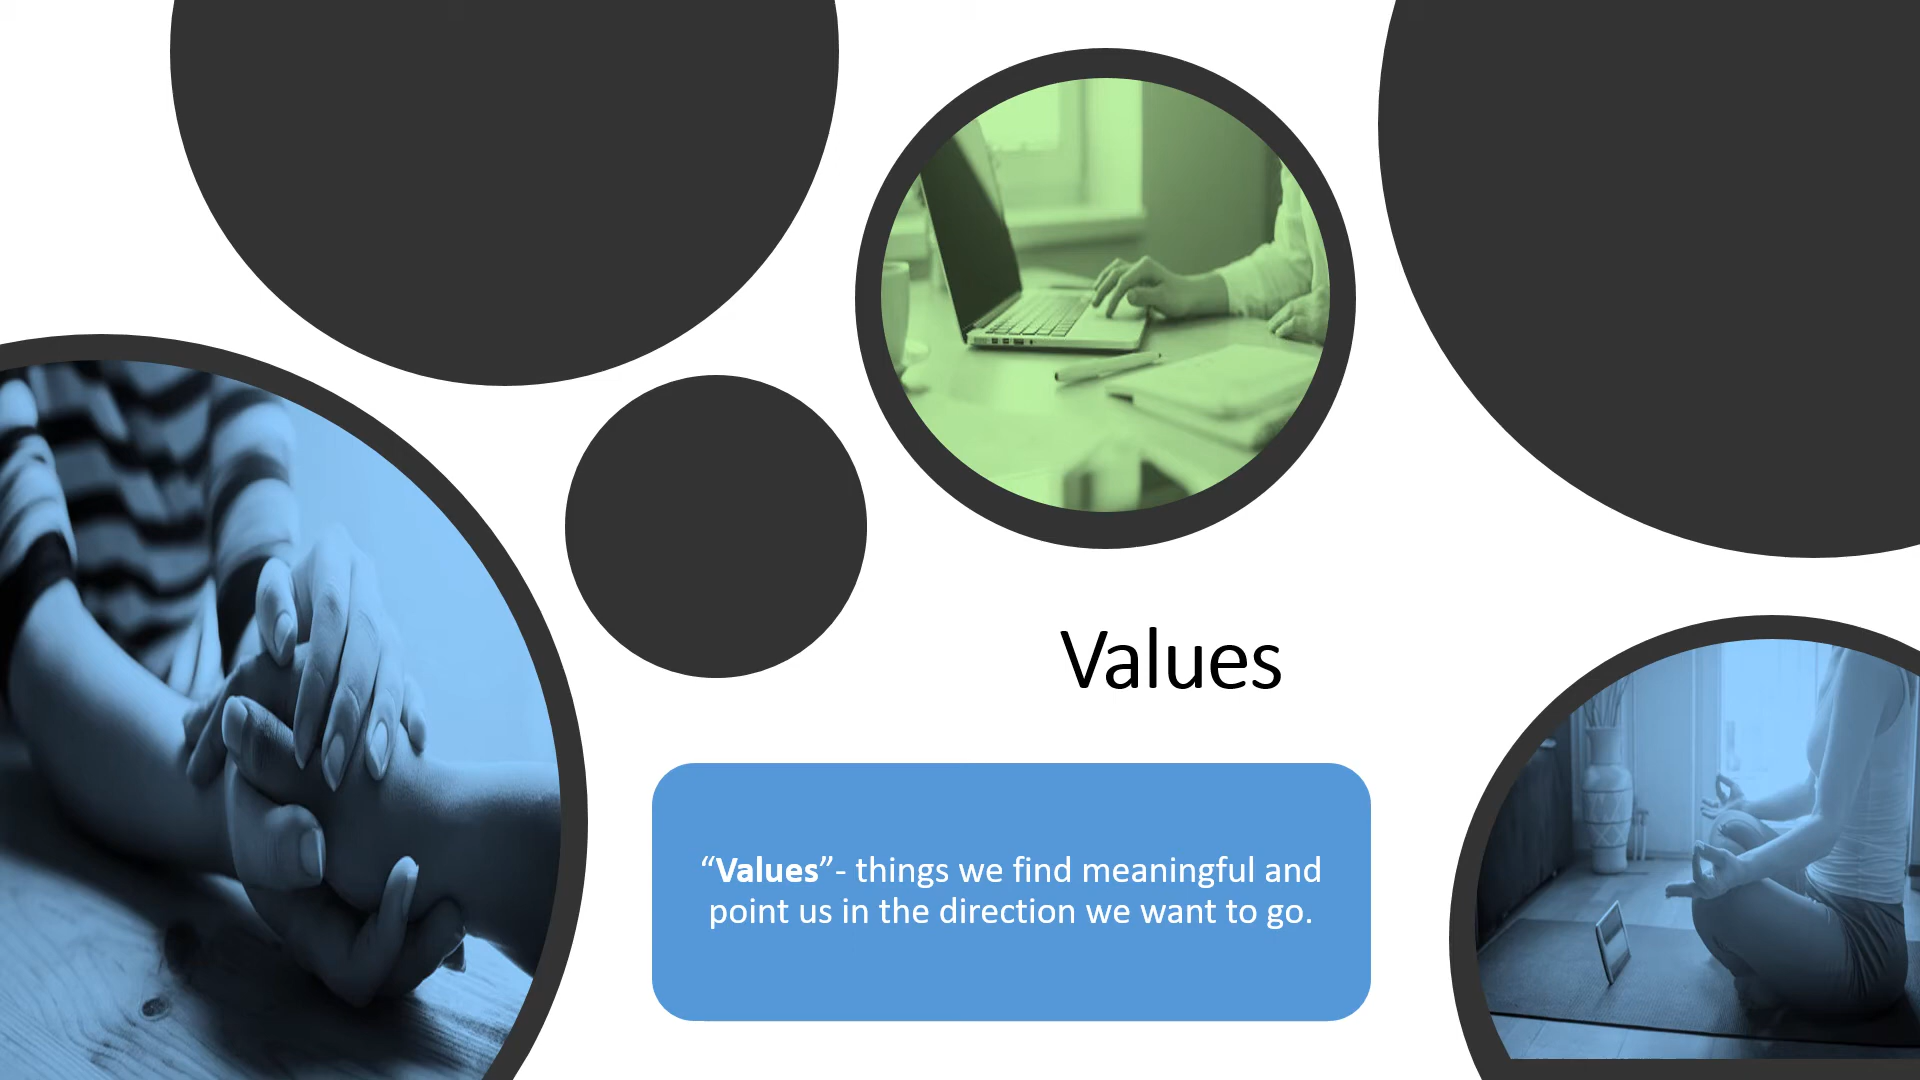 Values
“Values”- things we find meaningful and
point us in the direction we want to go.